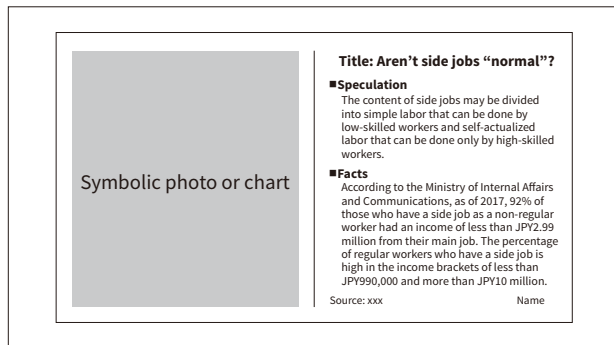 Symbolic photo or chart
Title: Aren’t side jobs “normal”?
■Speculation
The content of side jobs may be divided
into simple labor that can be done by
low-skilled workers and self-actualized
labor that can be done only by high-skilled
workers.
■Facts
According to the Ministry of Internal Affairs
and Communications, as of 2017, 92% of
those who have a side job as a non-regular
worker had an income of less than JPY2.99
million from their main job. The percentage
of regular workers who have a side job is
high in the income brackets of less than
JPY990,000 and more than JPY10 million.
Source: xxx Name